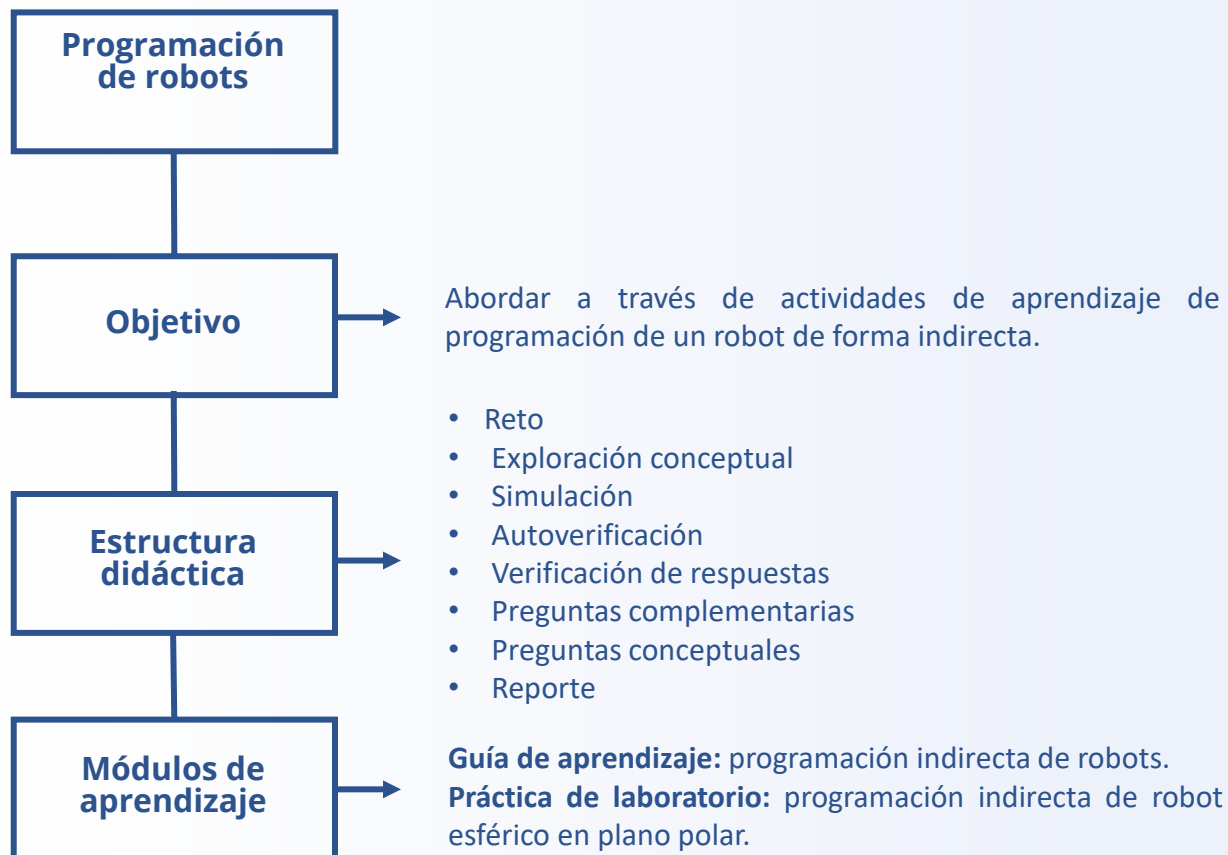 Programación
de robots
Objetivo
Abordar a través de actividades de aprendizaje de
programación de un robot de forma indirecta.
Estructura
didáctica
• Reto
• Exploración conceptual
• Simulación
• Autoverificación
• Verificación de respuestas
• Preguntas complementarias
• Preguntas conceptuales
• Reporte
Módulos de
aprendizaje
Guía de aprendizaje: programación indirecta de robots.
Práctica de laboratorio: programación indirecta de robot
esférico en plano polar.